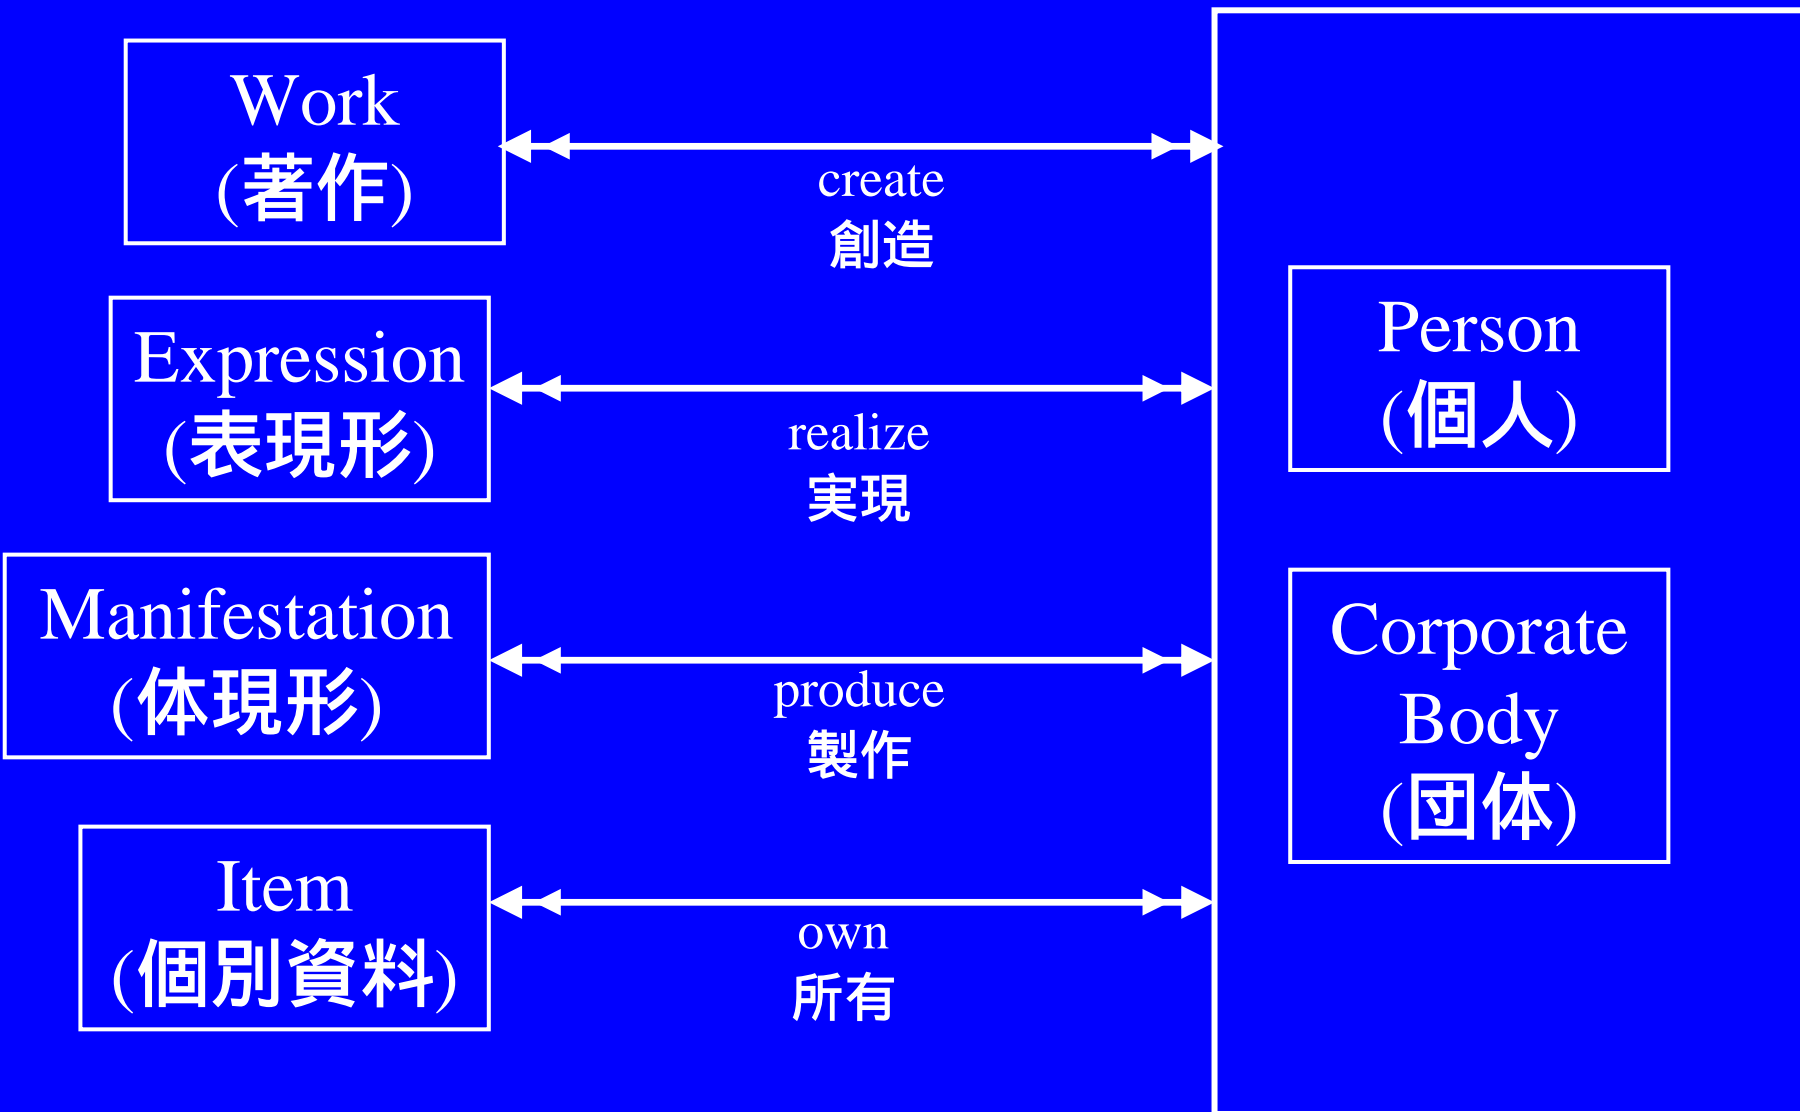 Work
(著作)
create
創造
Expression
(表現形)
realize
実現
Manifestation
(体現形)
produce
製作
Item
(個別資料)
own
所有
Person
(個人)
Corporate
Body
(団体)